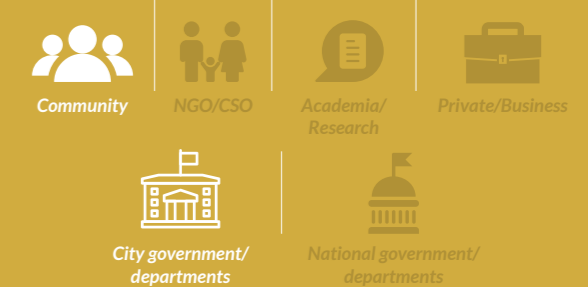 Community
NGO/CSO
Academia/
Research
Private/Business
City government/
departments
National government/
departments